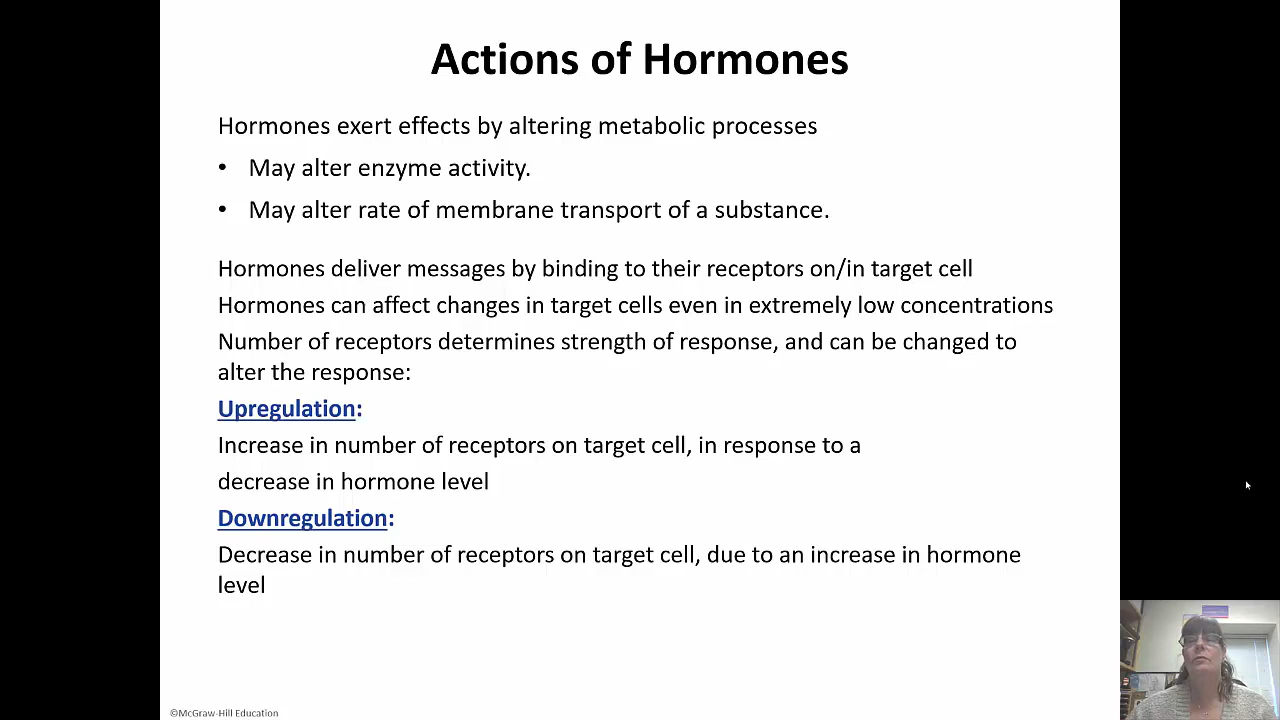 Actions of Hormones
Hormones exert effects by altering metabolic processes
• May alter enzyme activity.
• May alter rate of membrane transport of a substance.
Hormones deliver messages by binding to their receptors on/in target cell
Hormones can affect changes in target cells even in extremely low concentrations
Number of receptors determines strength of response, and can be changed to
alter the response:
Upregulation:
Increase in number of receptors on target cell, in response to a
decrease in hormone level
Downregulation:
Decrease in number of receptors on target cell, due to an increase in hormone
level
©McGraw-Hill Education